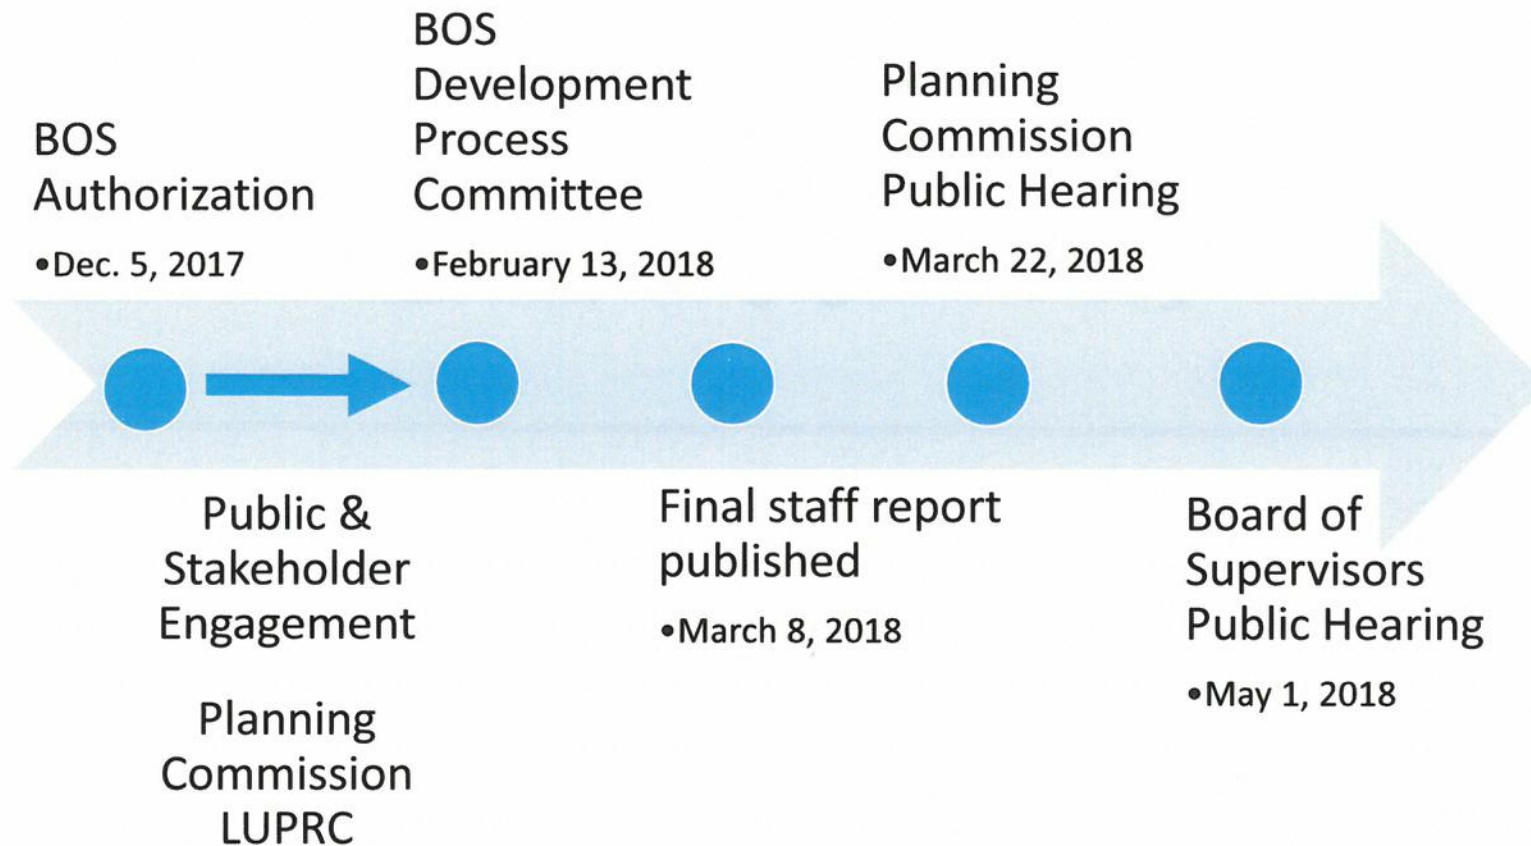 BOS
Authorization
•Dec. 5, 2017
BOS
Development
Process
Committee
•February 13, 2018
Planning
Commission
Public Hearing
•March 22, 2018
Public &
Stakeholder
Engagement
Planning
Commission
LUPRC
Final staff report
published
•March 8, 2018
Board of
Supervisors
Public Hearing
•May 1, 2018